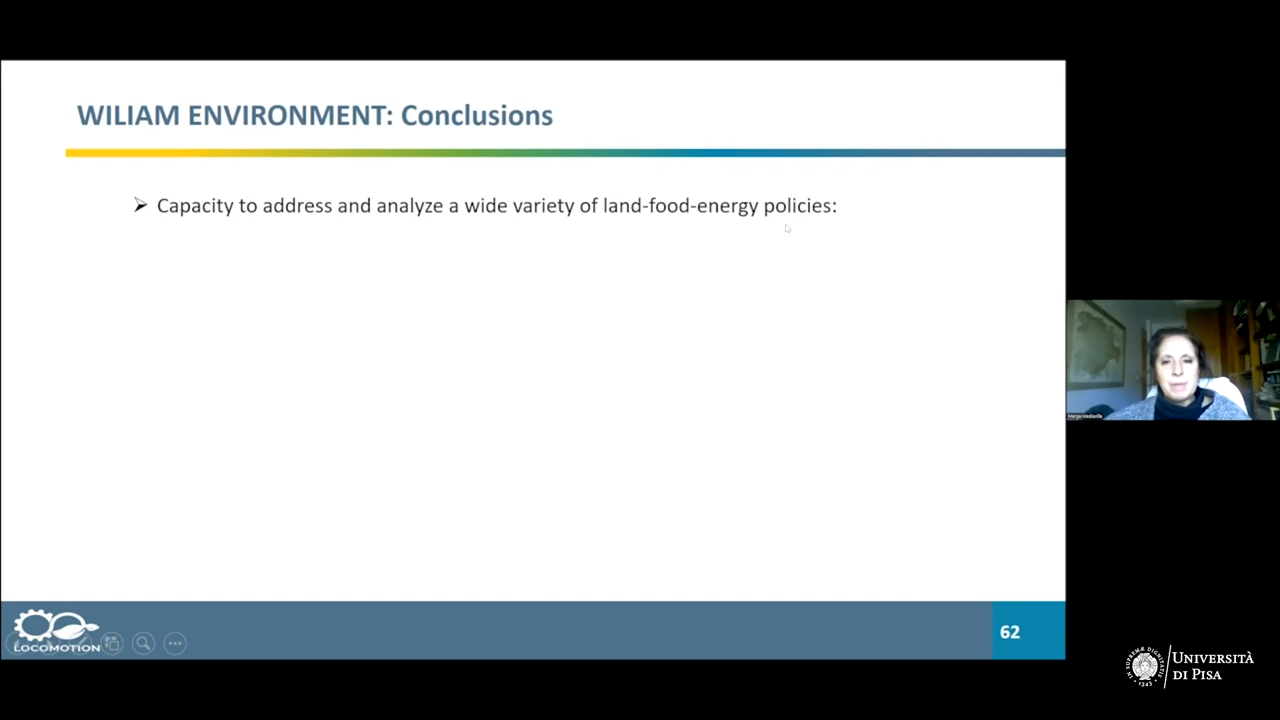 WILIAM ENVIRONMENT: Conclusions
Capacity to address and analyze a wide variety of land-food-energy policies:
LOCOMOTION
62
UNIVERSITÀ
DI PISA